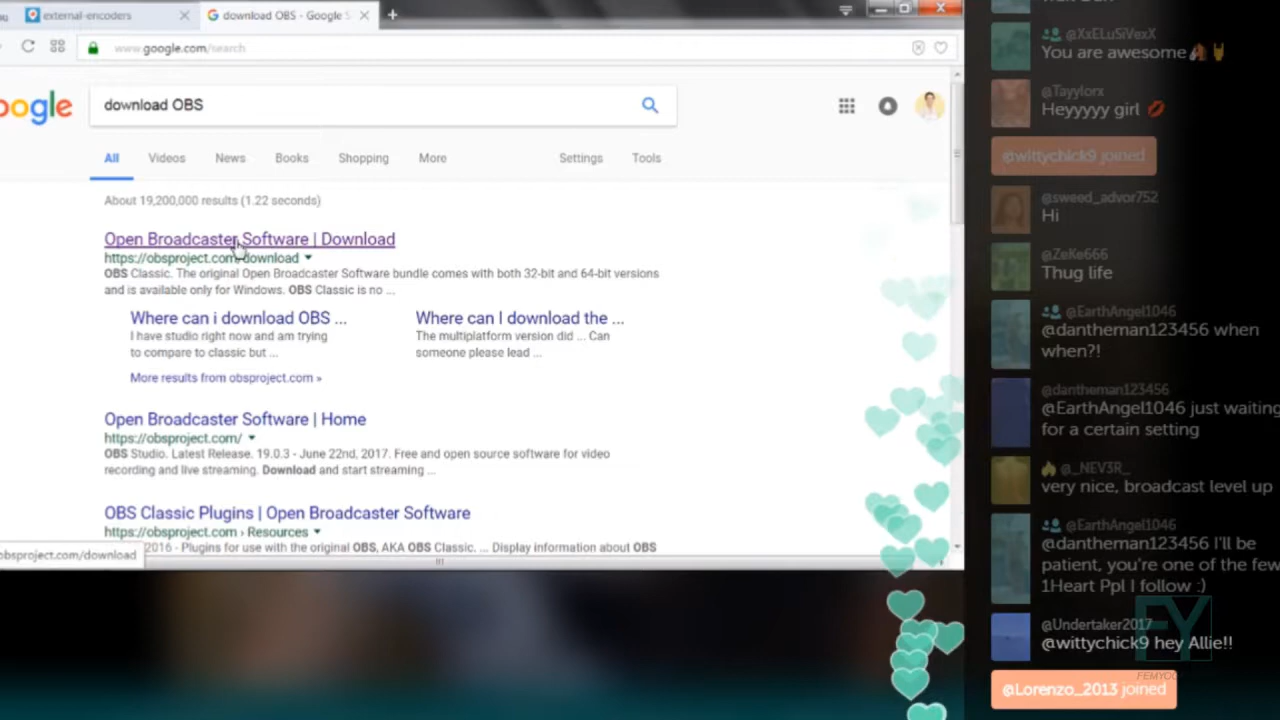 external-encoders
download OBS - Google S
www.google.com/search
oogle
download OBS
All Videos News Books Shopping More Settings Tools
About 19,200,000 results (1.22 seconds)
Open Broadcaster Software | Download
https://obsproject.com/download
OBS Classic. The original Open Broadcaster Software bundle comes with both 32-bit and 64-bit versions
and is available only for Windows. OBS Classic is no ...
Where can i download OBS ...
I have studio right now and am trying
to compare to classic but ...
Where can I download the ...
The multiplatform version did ... Can
someone please lead ...
More results from obsproject.com »
Open Broadcaster Software | Home
https://obsproject.com/
OBS Studio. Latest Release. 19.0.3 - June 22nd, 2017. Free and open source software for video
recording and live streaming. Download and start streaming ...
OBS Classic Plugins | Open Broadcaster Software
https://obsproject.com › Resources
2016 - Plugins for use with the original OBS, AKA OBS Classic. ... Display information about OBS
obsproject.com/download
@XxELuSiVexX
You are awesome
@Tayylorx
Heyyyyy girl
@wittychick9 joined
@sweed_advor752
Hi
@ZeKe666
Thug life
@EarthAngel1046
@dantheman123456 when
when?!
@dantheman123456
@EarthAngel1046 just waiting
for a certain setting
@_NEV3R_
very nice, broadcast level up
@EarthAngel1046
@dantheman123456 I'll be
patient, you're one of the few
1Heart Ppl I follow :)
@Undertaker2017
@wittychick9 hey Allie!!
FY
@Lorenzo_2013 joined